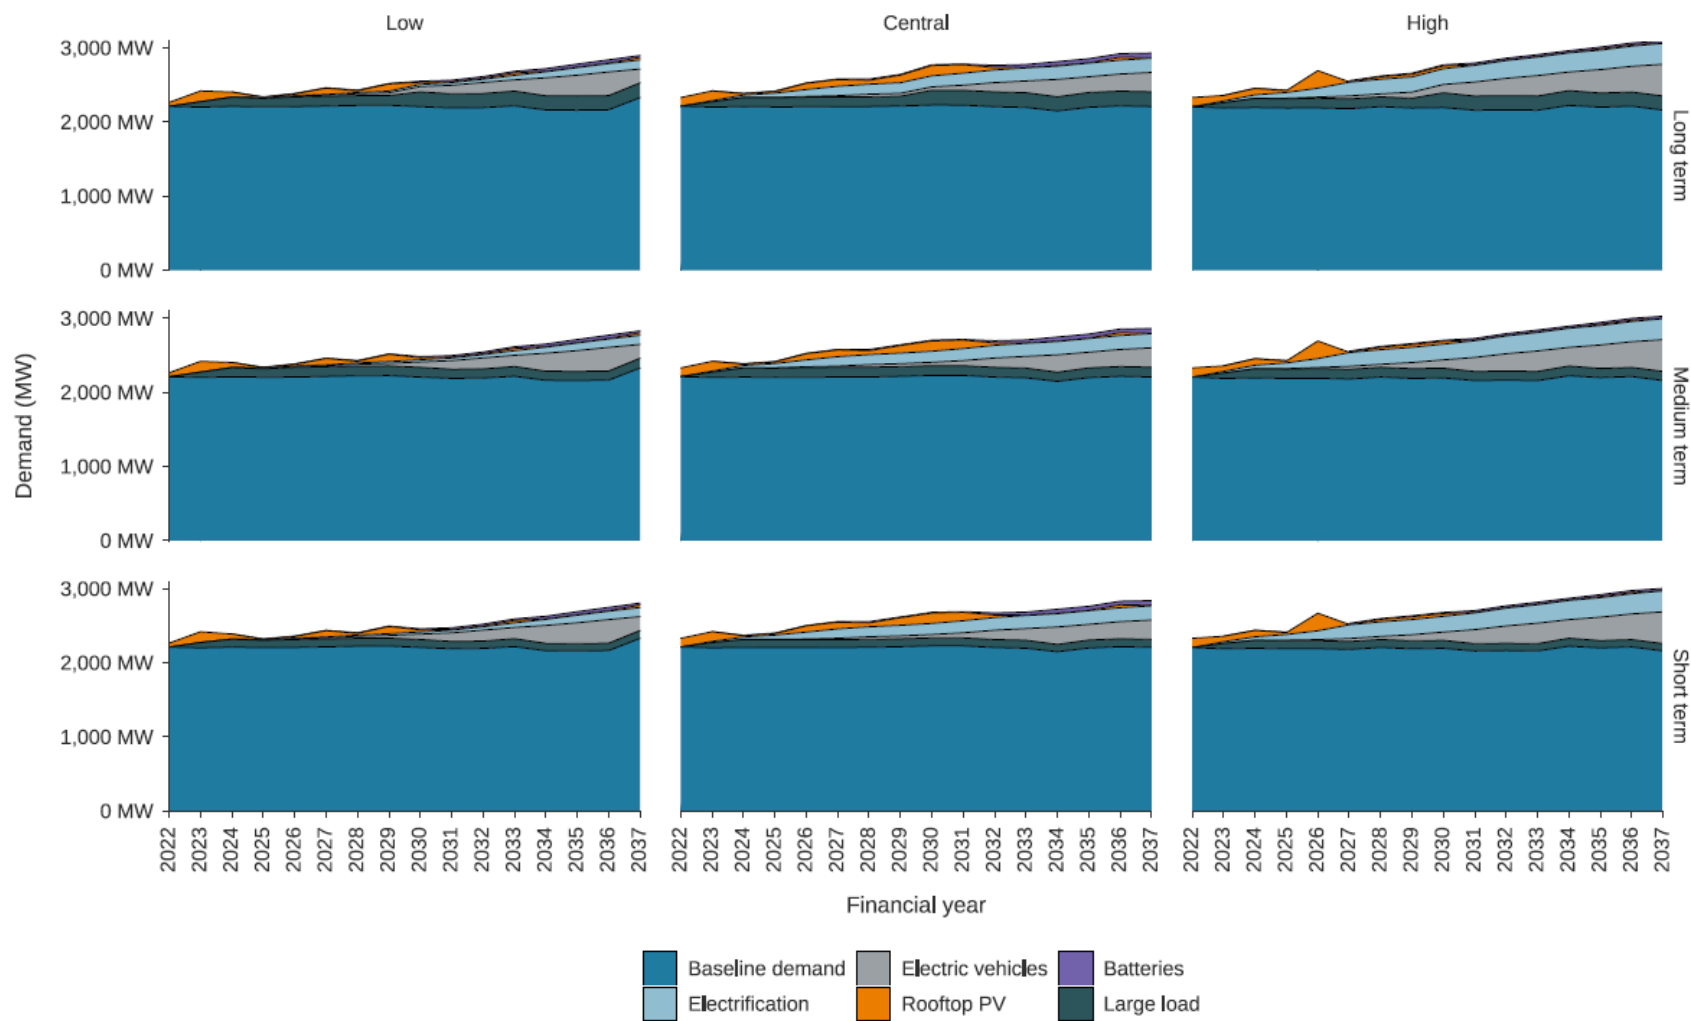 Low Central High
3,000 MW
2,000 MW
1,000 MW
0 MW
Long term
3,000 MW
2,000 MW
1,000 MW
0 MW
Medium term
Demand (MW)
3,000 MW
2,000 MW
1,000 MW
0 MW
Short term
2022 2023 2024 2025 2026 2027 2028 2029 2030 2031 2032 2033 2034 2035 2036 2037
2022 2023 2024 2025 2026 2027 2028 2029 2030 2031 2032 2033 2034 2035 2036 2037
2022 2023 2024 2025 2026 2027 2028 2029 2030 2031 2032 2033 2034 2035 2036 2037
Financial year
Baseline demand Electric vehicles Batteries
Electrification Rooftop PV Large load